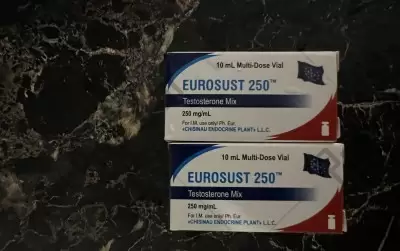 10 mL Multi-Dose Vial
EUROSUST 250™
Testosterone Mix
250 mg/mL
For I.M. use only! Ph. Eur
«CHISINAU ENDOCRINE PLANT» L.L.C.
10 mL Multi-Dose Vial
EUROSUST 250™
Testosterone Mix
250 mg/mL
For I.M. use only! Ph. Eur
«CHISINAU ENDOCRINE PLANT» L.L.C.